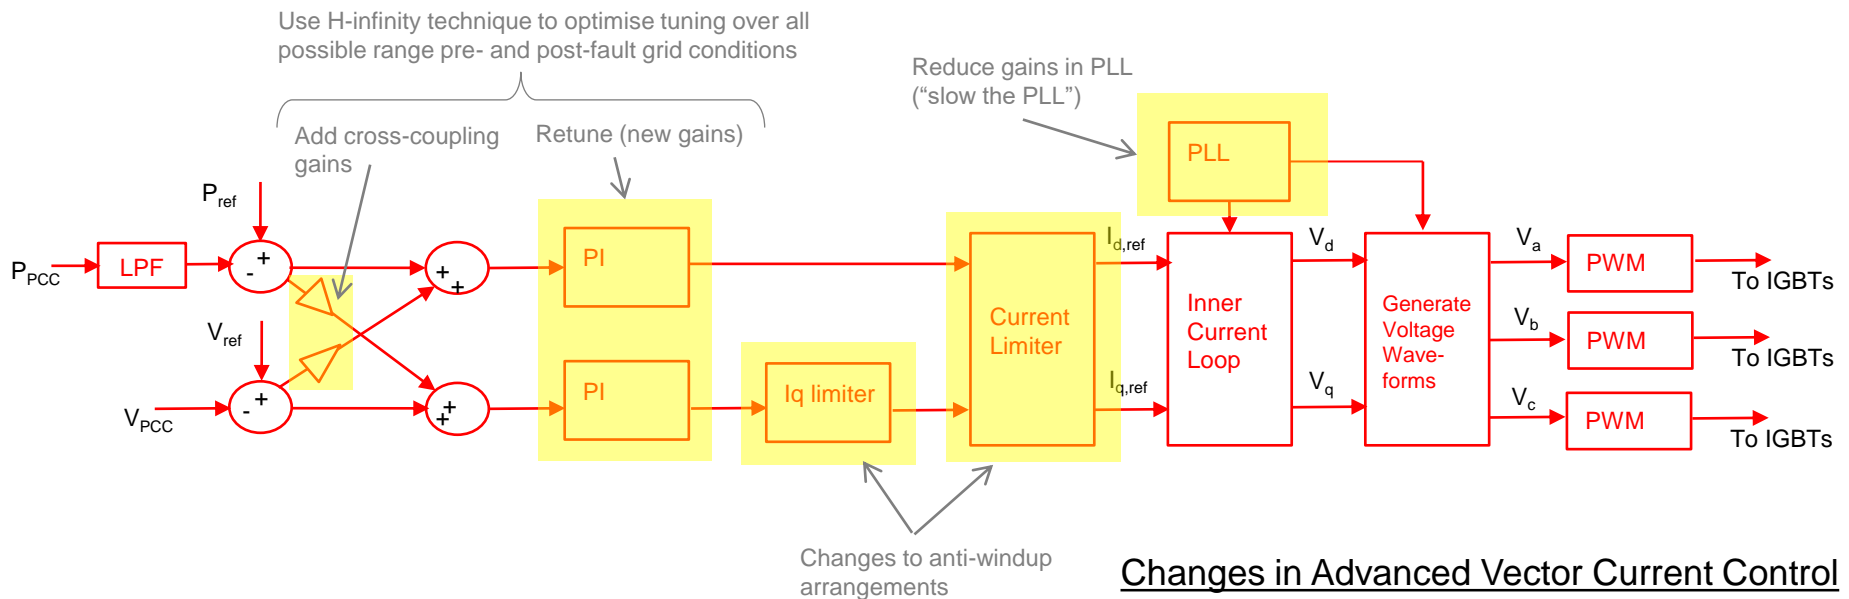 Use H-infinity technique to optimise tuning over all
possible range pre- and post-fault grid conditions
Reduce gains in PLL
(“slow the PLL”)
Add cross-coupling
gains
Retune (new gains)
PLL
Pref
PPCC
LPF
+
-
+
+
PI
Vref
VPCC
+
-
+
+
PI
Iq limiter
Current
Limiter
Id,ref
Iq,ref
Inner
Current
Loop
Vd
Vq
Generate
Voltage
Wave-
forms
Va
PWM
To IGBTs
Vb
PWM
To IGBTs
Vc
PWM
To IGBTs
Changes to anti-windup
arrangements
Changes in Advanced Vector Current Control